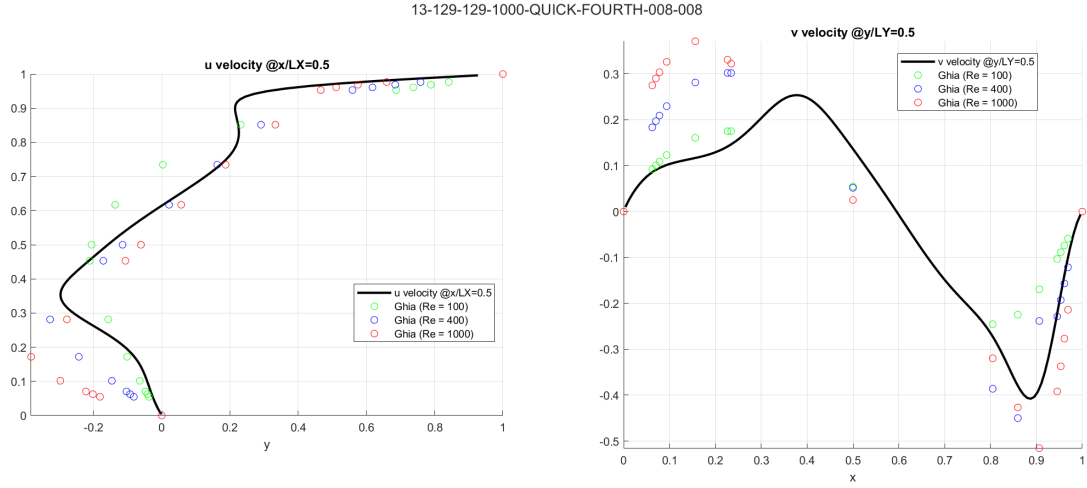 13-129-129-1000-QUICK-FOURTH-008-008
u velocity @x/LX=0.5
1
0.9
0.8
0.7
0.6
0.5
0.4
0.3
0.2
0.1
0
-0.2
0
0.2
0.4
0.6
0.8
1
y
u velocity @x/LX=0.5
Ghia (Re = 100)
Ghia (Re = 400)
Ghia (Re = 1000)
v velocity @y/LY=0.5
0.3
0.2
0.1
0
-0.1
-0.2
-0.3
-0.4
-0.5
0
0.1
0.2
0.3
0.4
0.5
0.6
0.7
0.8
0.9
1
x
v velocity @y/LY=0.5
Ghia (Re = 100)
Ghia (Re = 400)
Ghia (Re = 1000)